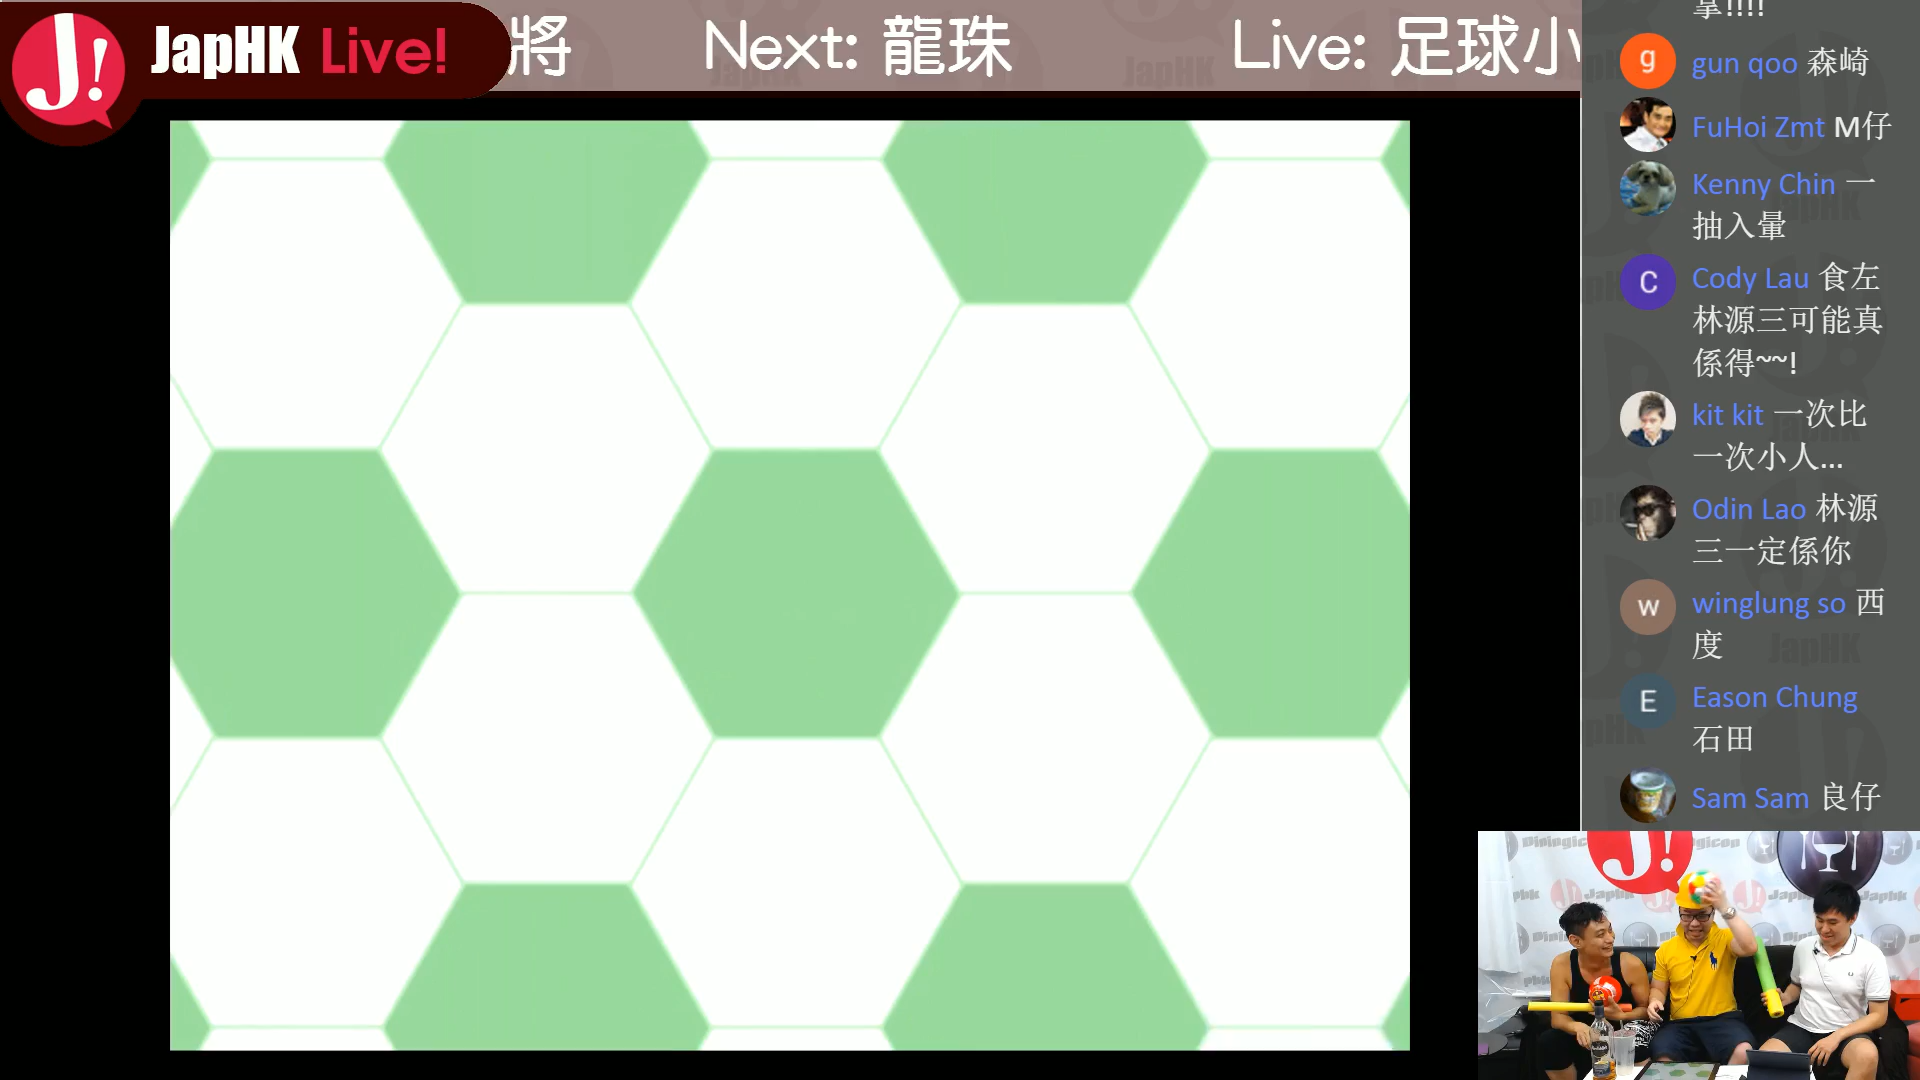 JapHK Live!
將 Next: 龍珠 Live: 足球小
拿!!!!
g gun qoo 森崎
FuHoi Zmt M仔
Kenny Chin 一
抽入暈
C Cody Lau 食左
林源三可能真
係得~~!
kit kit 一次比
一次小人...
Odin Lao 林源
三一定係你
w winglung so 西
度
E Eason Chung
石田
Sam Sam 良仔
J!
JapHK